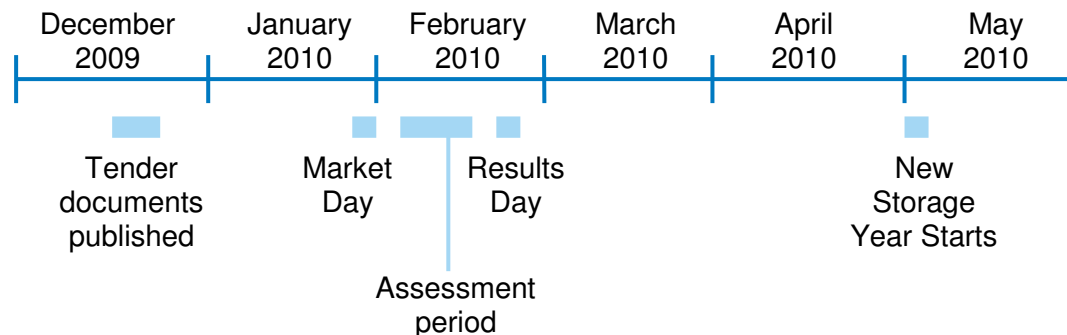 December
2009
January
2010
February
2010
March
2010
April
2010
May
2010
Tender
documents
published
Market
Day
Assessment
period
Results
Day
New
Storage
Year Starts